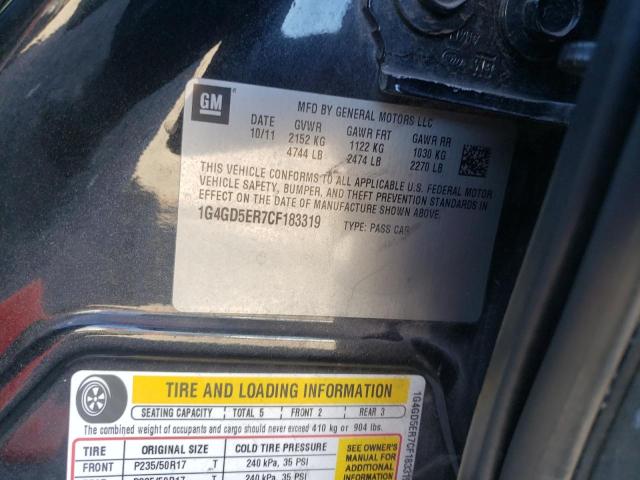 GM
MFD BY GENERAL MOTORS LLC
DATE GVWR GAWR FRT GAWR RR
10/11 2152 KG 1122 KG 1030 KG
4744 LB 2474 LB 2270 LB
THIS VEHICLE CONFORMS TO ALL APPLICABLE U.S. FEDERAL MOTOR
VEHICLE SAFETY, BUMPER, AND THEFT PREVENTION STANDARDS IN
EFFECT ON THE DATE OF MANUFACTURE SHOWN ABOVE.
1G4GD5ER7CF183319 TYPE: PASS CAR
TIRE AND LOADING INFORMATION
SEATING CAPACITY TOTAL 5 FRONT 2 REAR 3
The combined weight of occupants and cargo should never exceed 410 kg or 904 lbs.
TIRE ORIGINAL SIZE COLD TIRE PRESSURE
FRONT P235/50R17 T 240 kPa, 35 PSI
P235/50R17 T 240 kPa, 35 PSI
SEE OWNER'S
MANUAL FOR
ADDITIONAL
INFORMATION
1G4GD5ER7CF183319